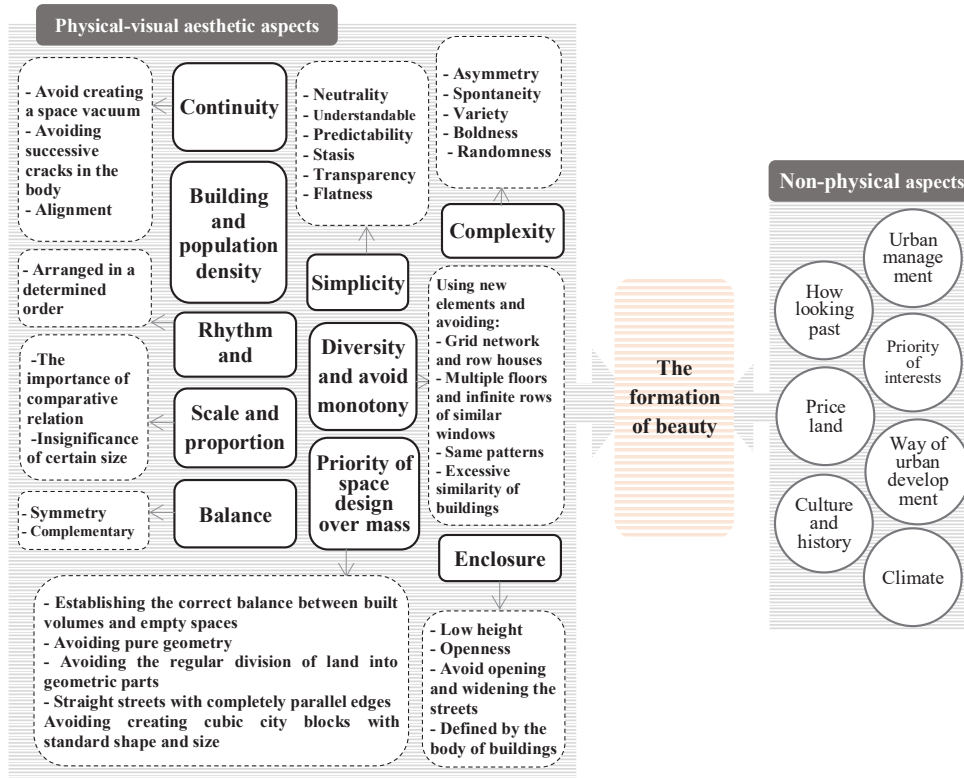 Physical-visual aesthetic aspects
- Avoid creating
a space vacuum
- Avoiding
successive
cracks in the
body
- Alignment
Continuity
- Neutrality
- Understandable
- Predictability
- Stasis
- Transparency
- Flatness
- Asymmetry
- Spontaneity
- Variety
- Boldness
- Randomness
Building
and
population
density
Simplicity
Complexity
- Arranged in a
determined
order
Rhythm
and
-The
importance of
comparative
relation
-Insignificance
of certain size
Scale and
proportion
- Symmetry
- Complementary
Balance
Diversity
and avoid
monotony
Using new
elements and
avoiding:
- Grid network
and row houses
- Multiple floors
and infinite rows
of similar
windows
- Same patterns
- Excessive
similarity of
buildings
Priority of
space
design
over mass
- Establishing the correct balance between built
volumes and empty spaces
- Avoiding pure geometry
- Avoiding the regular division of land into
geometric parts
- Straight streets with completely parallel edges
Avoiding creating cubic city blocks with
standard shape and size
Enclosure
- Low height
- Openness
- Avoid opening
and widening the
streets
- Defined by the
body of buildings
The
formation
of beauty
Non-physical aspects
Urban
manage
ment
How
looking
past
Priority
of
interests
Price
land
Way of
urban
develop
ment
Culture
and
history
Climate